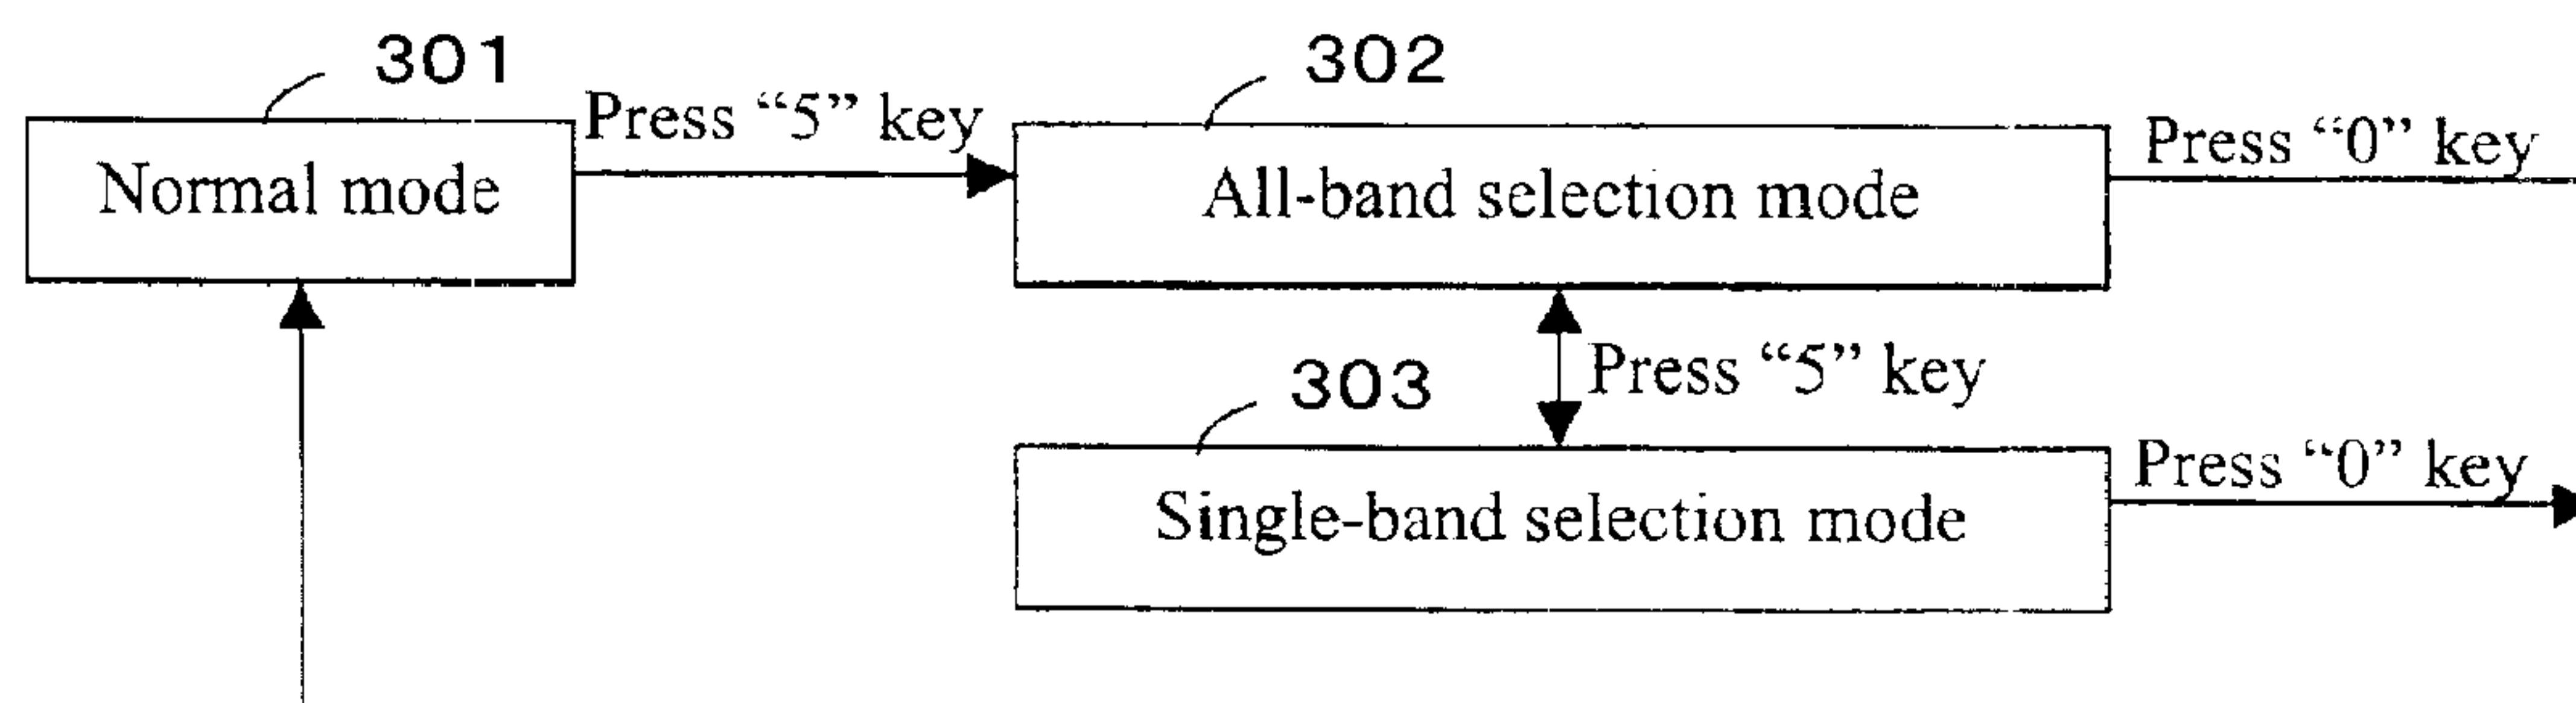 301
302
Press “5” key
Normal mode
All-band selection mode
Press “0” key
303
Press “5” key
Single-band selection mode
Press “0” key